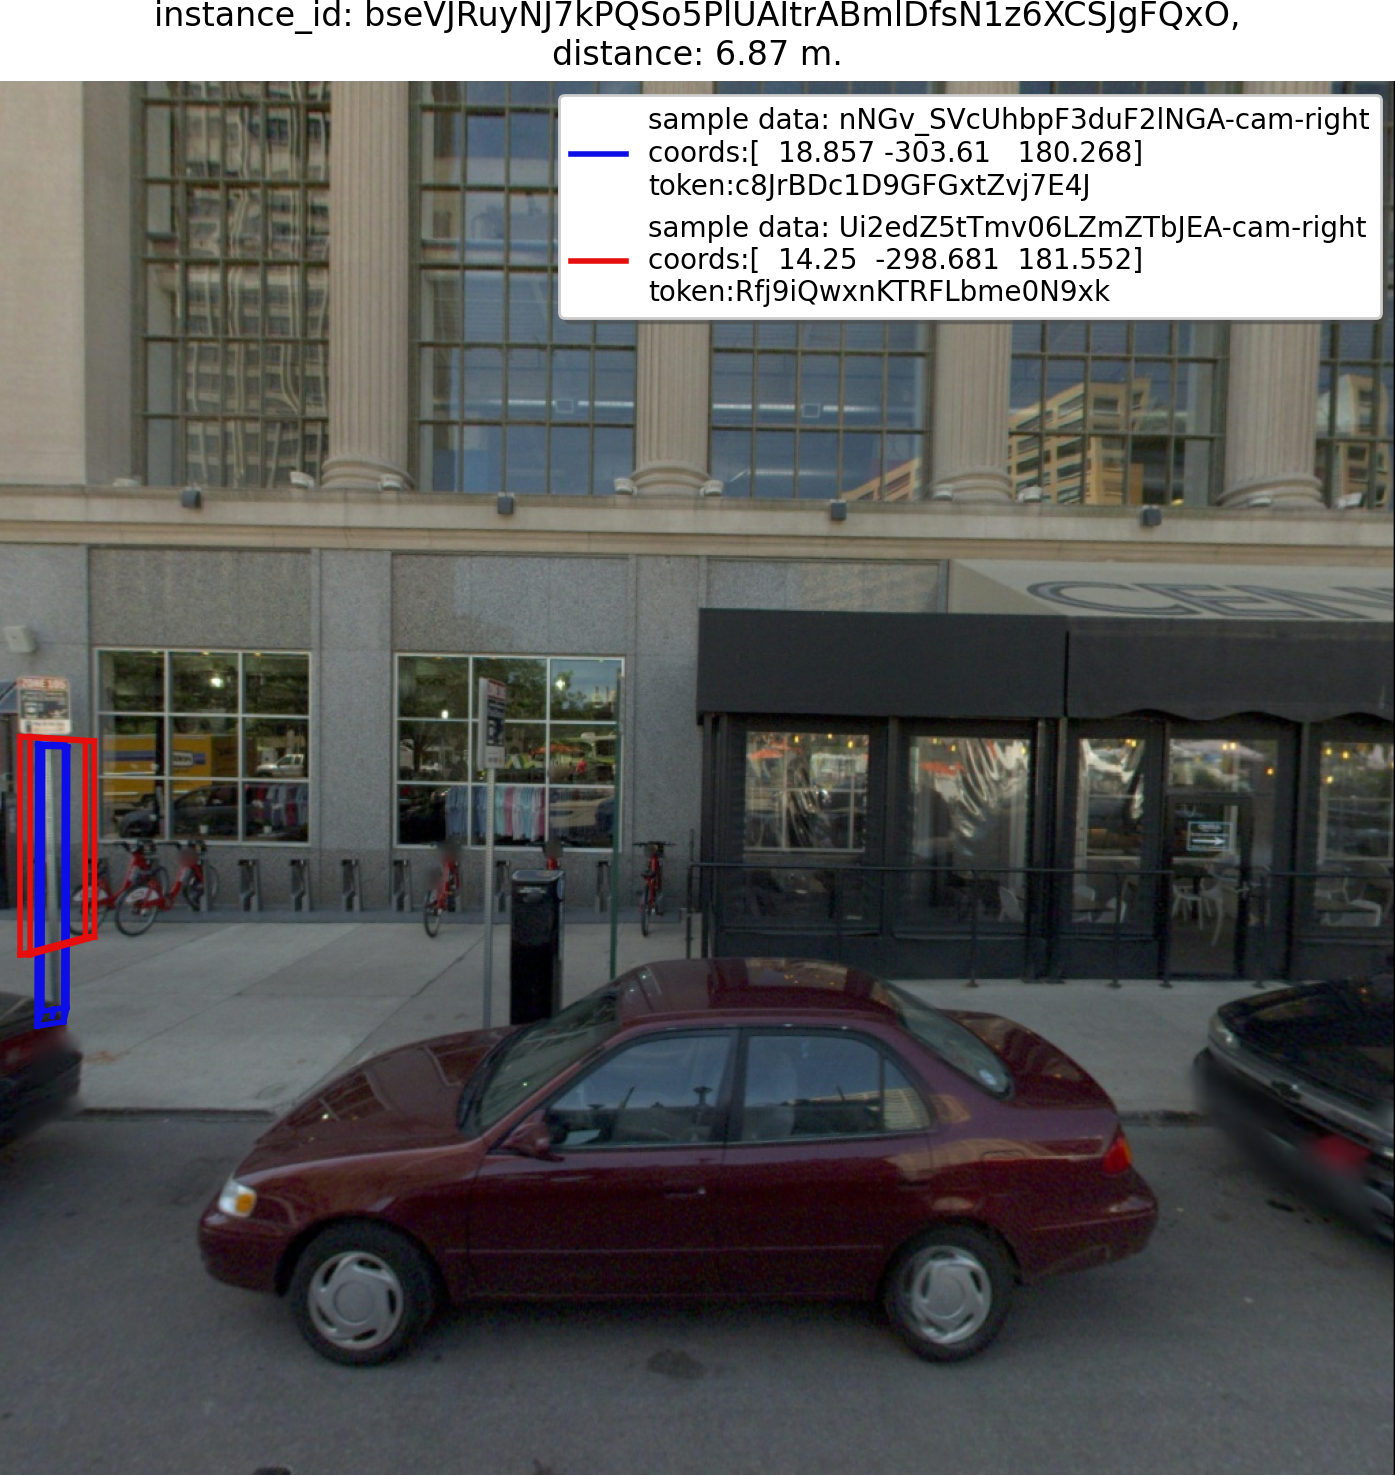 instance_id: bseVJRuyNJ7kPQSo5PlUAItrABmlDfsN1z6XCSJgFQxO,
distance: 6.87 m.
sample data: nNGv_SVcUhbpF3duF2lNGA-cam-right
coords:[  18.857 -303.61   180.268]
token:c8JrBDc1D9GFGxtZvj7E4J
sample data: Ui2edZ5tTmv06LZmZTbJEA-cam-right
coords:[  14.25  -298.681  181.552]
token:Rfj9iQwxnKTRFLbme0N9xk